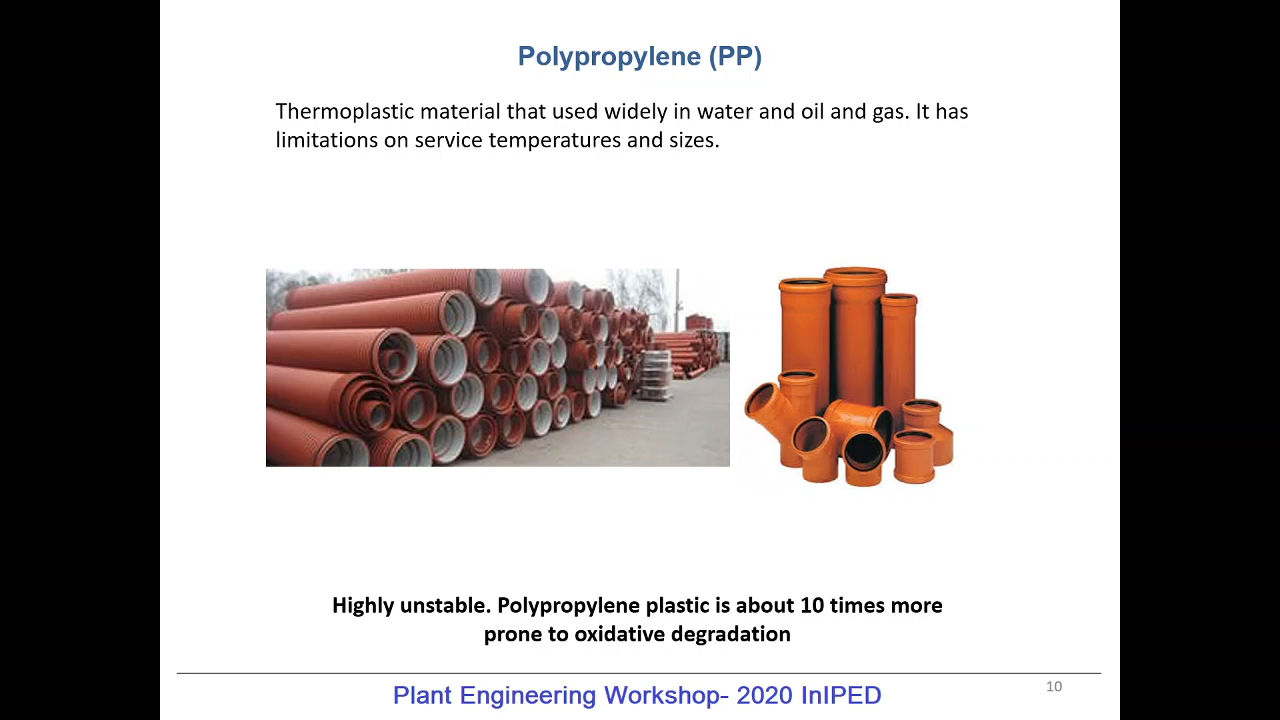 Polypropylene (PP)
Thermoplastic material that used widely in water and oil and gas. It has
limitations on service temperatures and sizes.
Highly unstable. Polypropylene plastic is about 10 times more
prone to oxidative degradation
Plant Engineering Workshop- 2020 InIPED
10